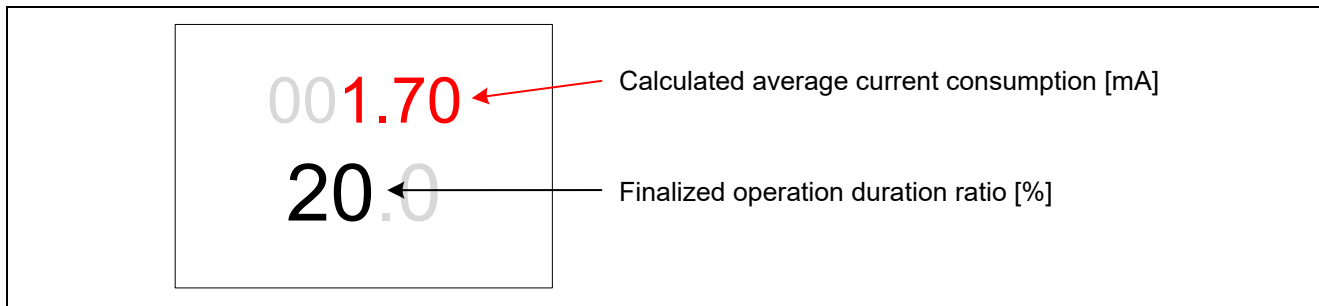 001.70
Calculated average current consumption [mA]
20.0
Finalized operation duration ratio [%]